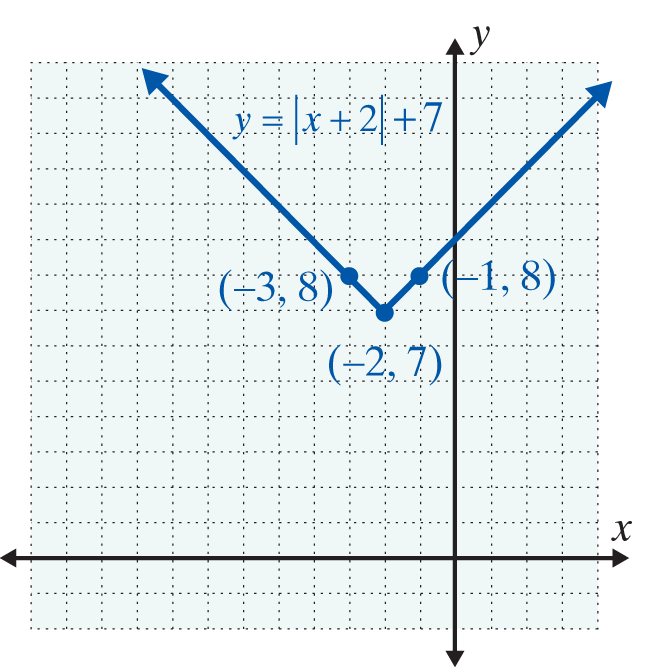 y
y = |x + 2| + 7
(−3, 8)
(−1, 8)
(−2, 7)
x